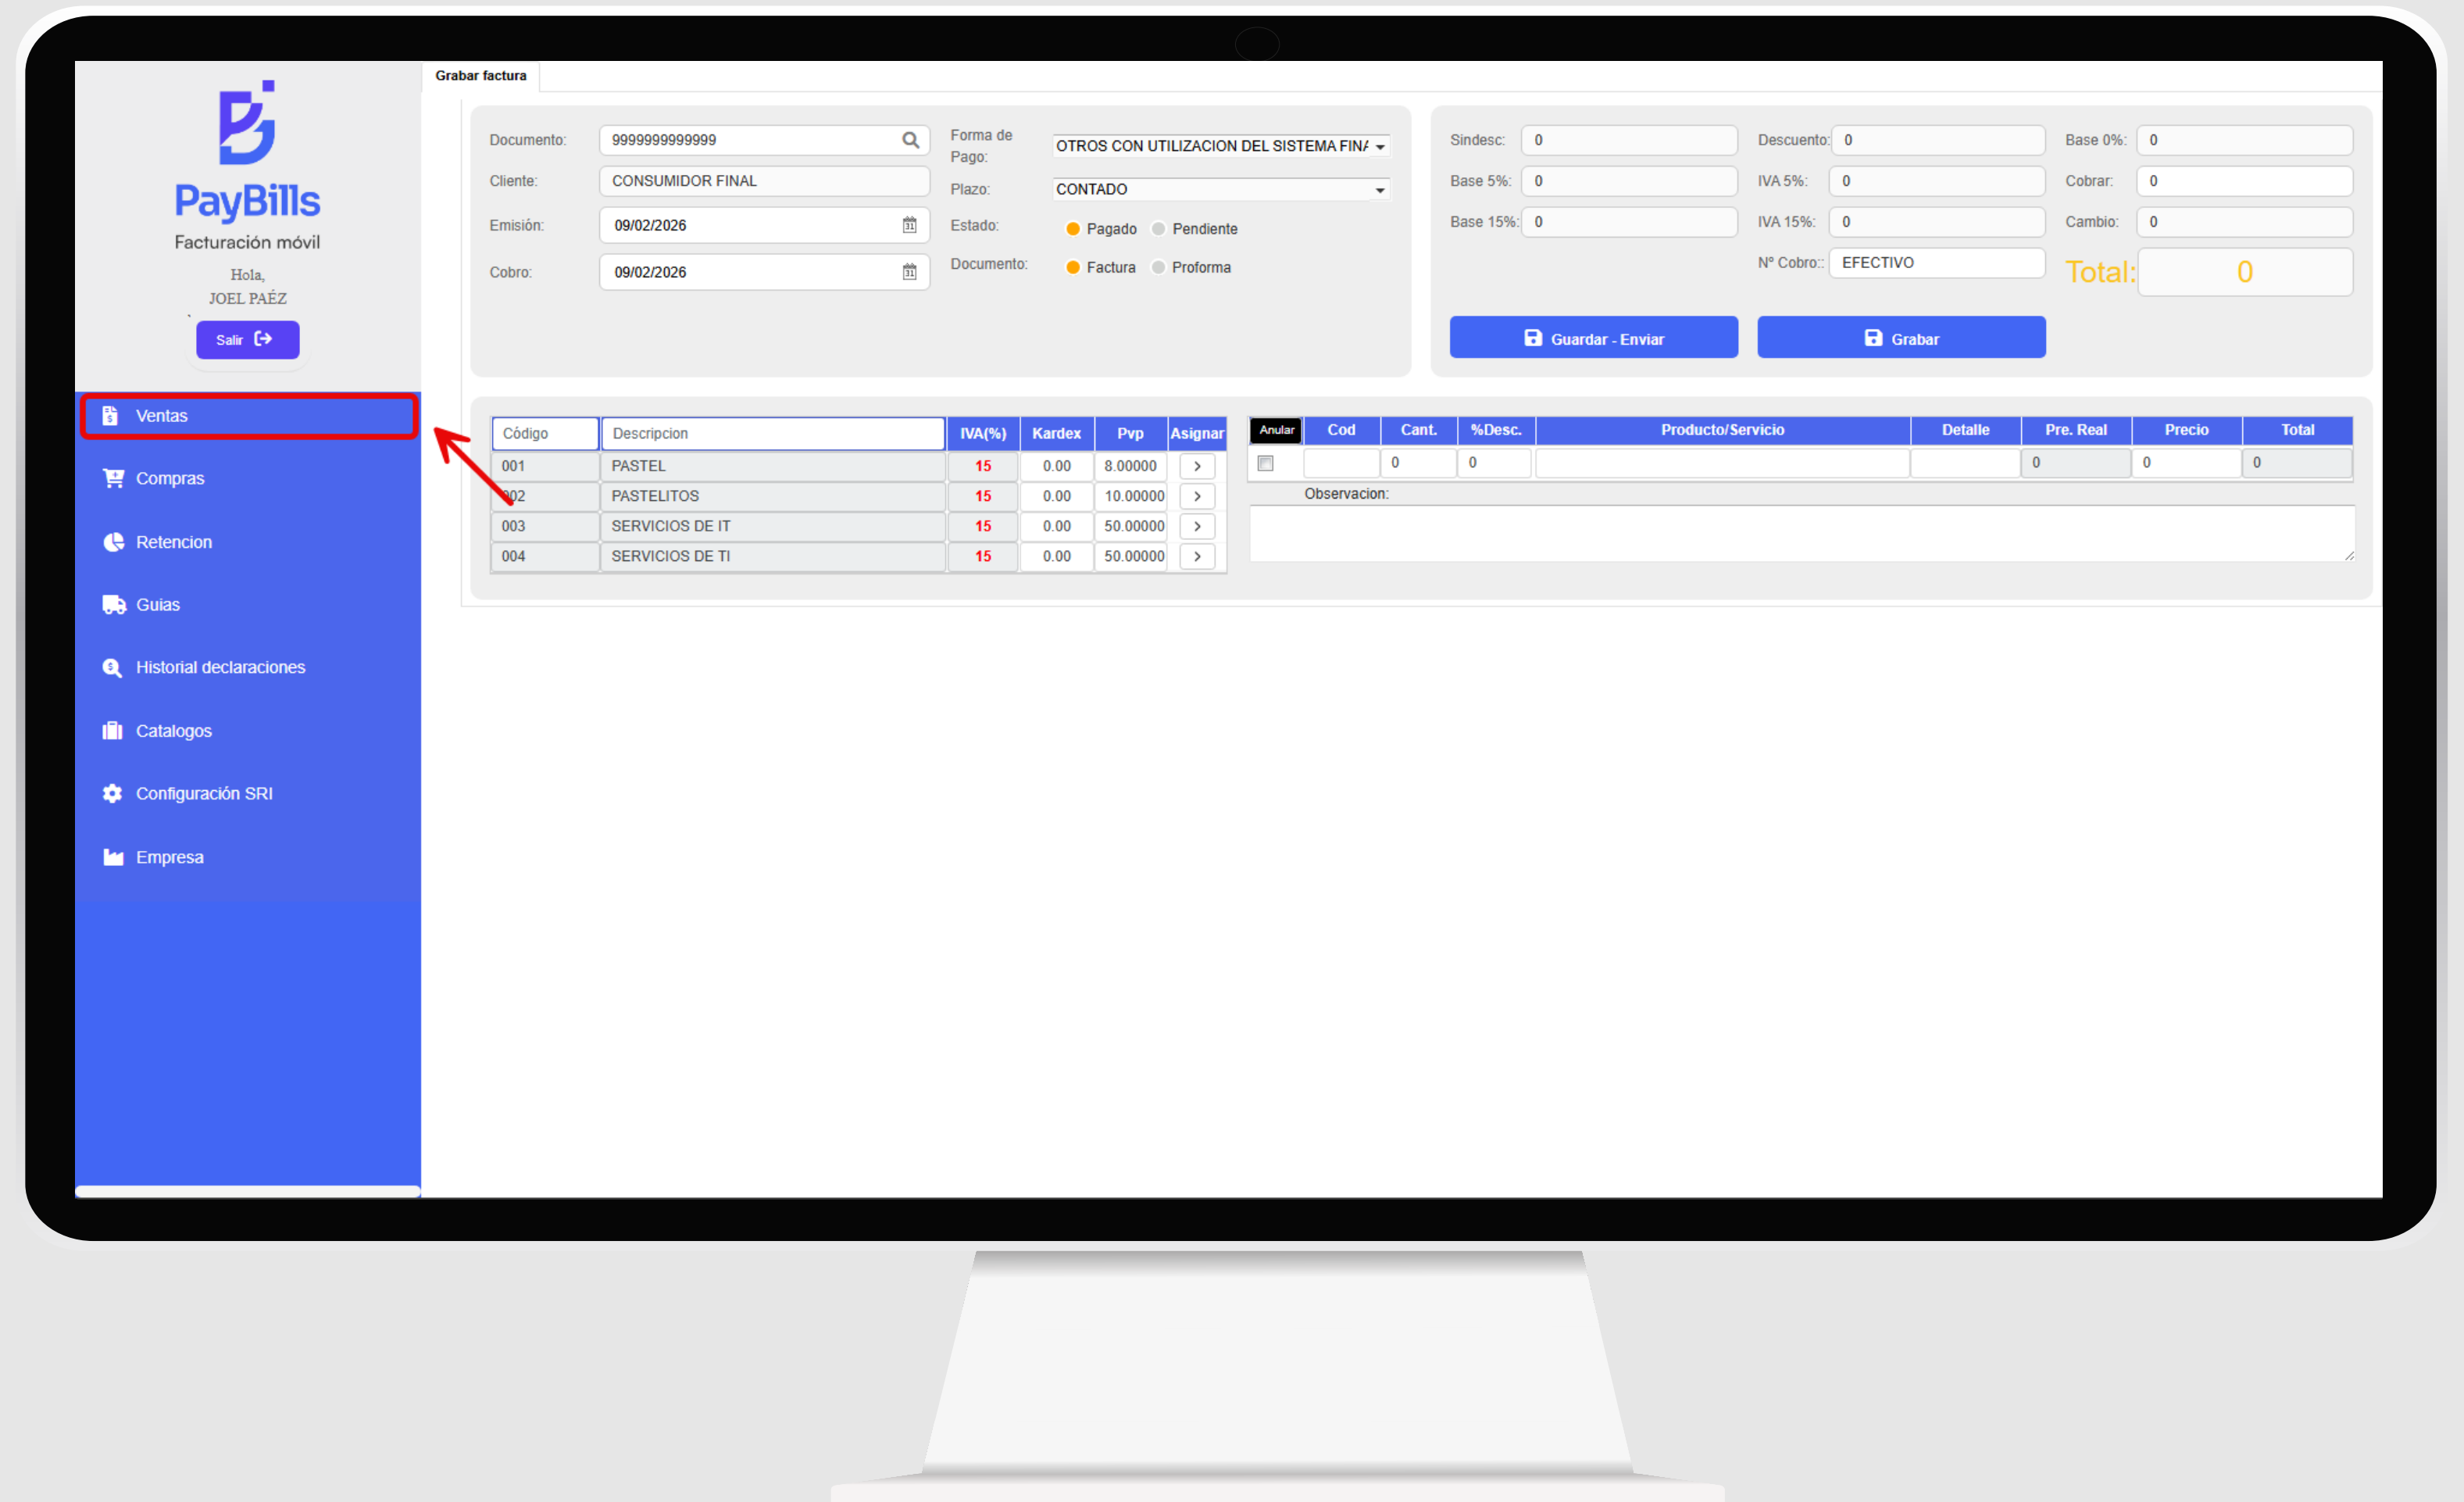 PayBills
Facturación móvil
Hola,
JOEL PAÉZ
Salir
Ventas
Compras
Retencion
Guias
Historial declaraciones
Catalogos
Configuración SRI
Empresa
Grabar factura
Documento: 9999999999999
Cliente: CONSUMIDOR FINAL
Emisión: 09/02/2026
Cobro: 09/02/2026
Forma de Pago: OTROS CON UTILIZACION DEL SISTEMA FINA
Plazo: CONTADO
Estado: Pagado Pendiente
Documento: Factura Proforma
Sindesc: 0 Descuento: 0 Base 0%: 0
Base 5%: 0 IVA 5%: 0 Cobrar: 0
Base 15%: 0 IVA 15%: 0 Cambio: 0
Nº Cobro:: EFECTIVO Total: 0
Guardar - Enviar Grabar
Código Descripcion IVA(%) Kardex Pvp Asignar
001 PASTEL 15 0.00 8.00000 >
002 PASTELITOS 15 0.00 10.00000 >
003 SERVICIOS DE IT 15 0.00 50.00000 >
004 SERVICIOS DE TI 15 0.00 50.00000 >
Anular Cod Cant. %Desc. Producto/Servicio Detalle Pre. Real Precio Total
0 0 0 0 0
Observacion: